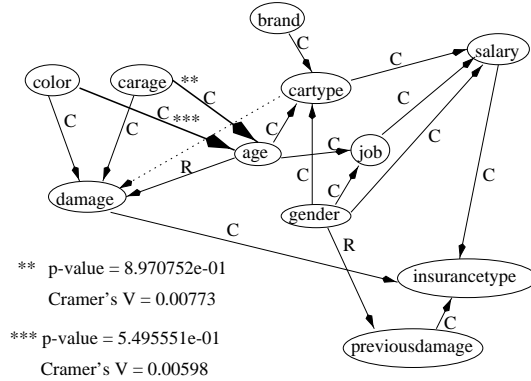 brand
C
salary
C
color
carage
**
cartype
C
C
C ***
C
C
C
C
C
age
C
job
R
C
C
damage
C
gender
C
C
R
** p-value = 8.970752e-01
Cramer's V = 0.00773
insurancetype
*** p-value = 5.495551e-01
Cramer's V = 0.00598
C
previousdamage